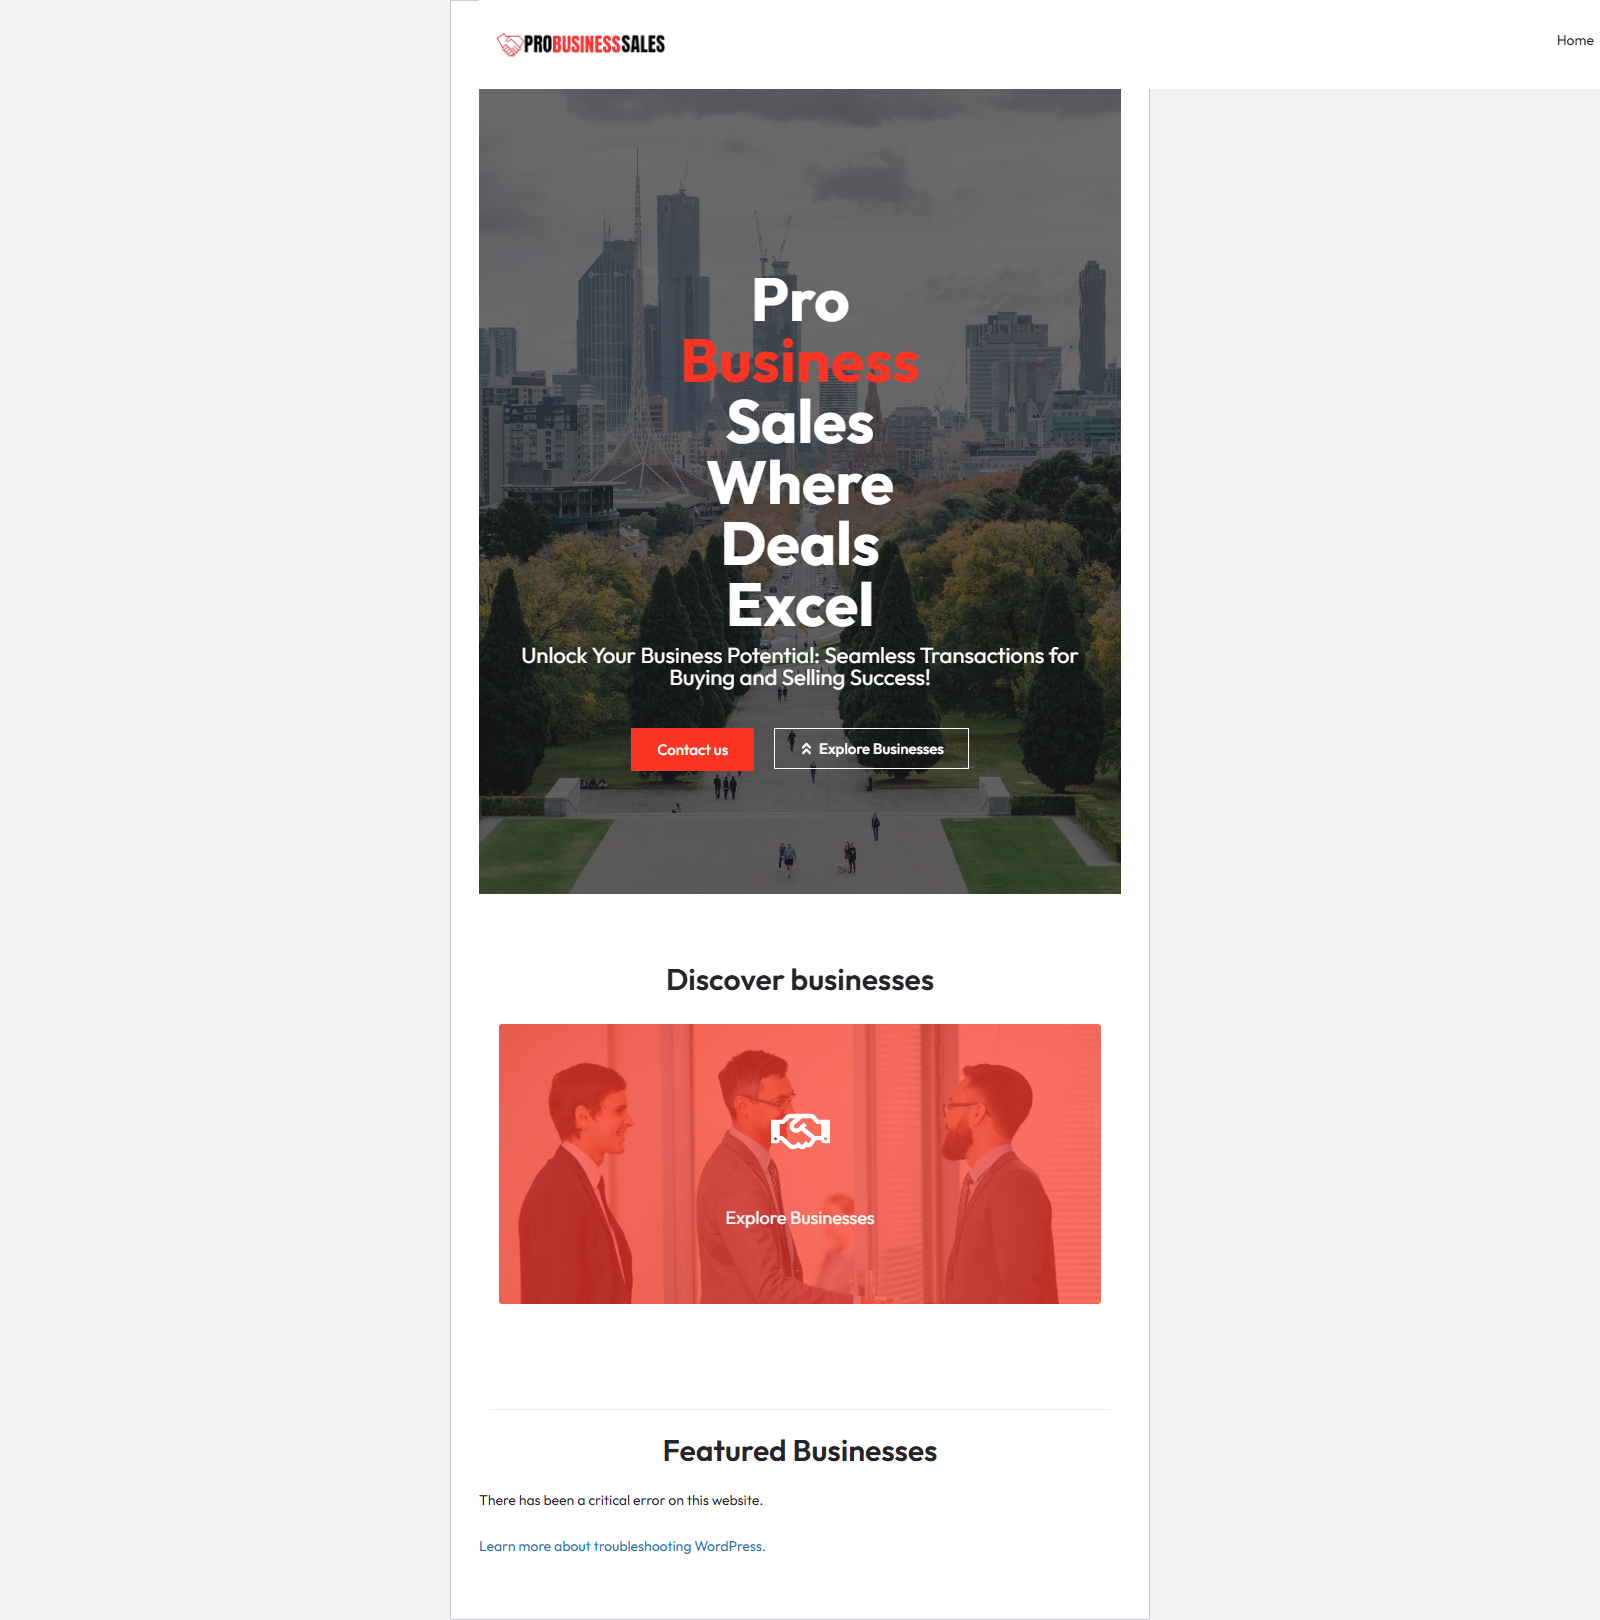 PROBUSINESSSALES
Home
Pro
Business
Sales
Where
Deals
Excel
Unlock Your Business Potential: Seamless Transactions for
Buying and Selling Success!
Contact us
Explore Businesses
Discover businesses
Explore Businesses
Featured Businesses
There has been a critical error on this website.
Learn more about troubleshooting WordPress.